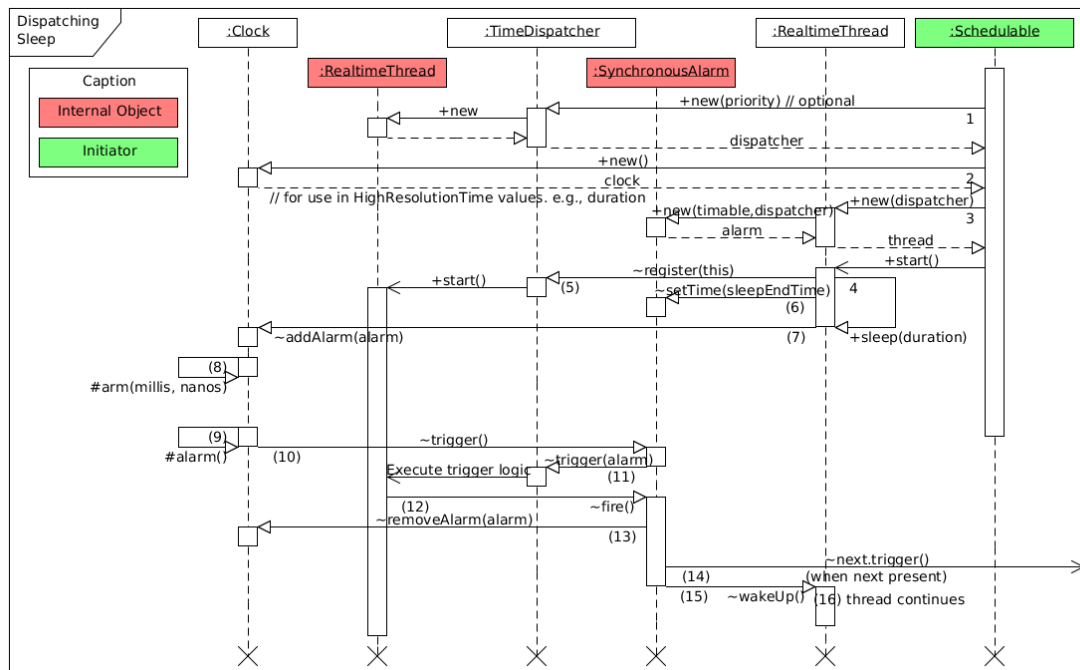 Dispatching
Sleep
:Clock
:TimeDispatcher
:RealtimeThread
:Schedulable
Caption
Internal Object
Initiator
:RealtimeThread
:SynchronousAlarm
+new(priority) // optional
1
+new
dispatcher
+new()
2
clock
// for use in HighResolutionTime values. e.g., duration
+new(dispatcher)
3
+new(timable,dispatcher)
alarm
thread
+start()
~register(this)
+start()
(5)
4
~setTime(sleepEndTime)
(6)
~addAlarm(alarm)
(7)
+sleep(duration)
(8)
#arm(millis, nanos)
(9)
~trigger()
#alarm()
(10)
~trigger(alarm)
Execute trigger logic
(11)
(12)
~fire()
~removeAlarm(alarm)
(13)
~next.trigger()
(14)
(when next present)
(15)
~wakeUp()
(16) thread continues